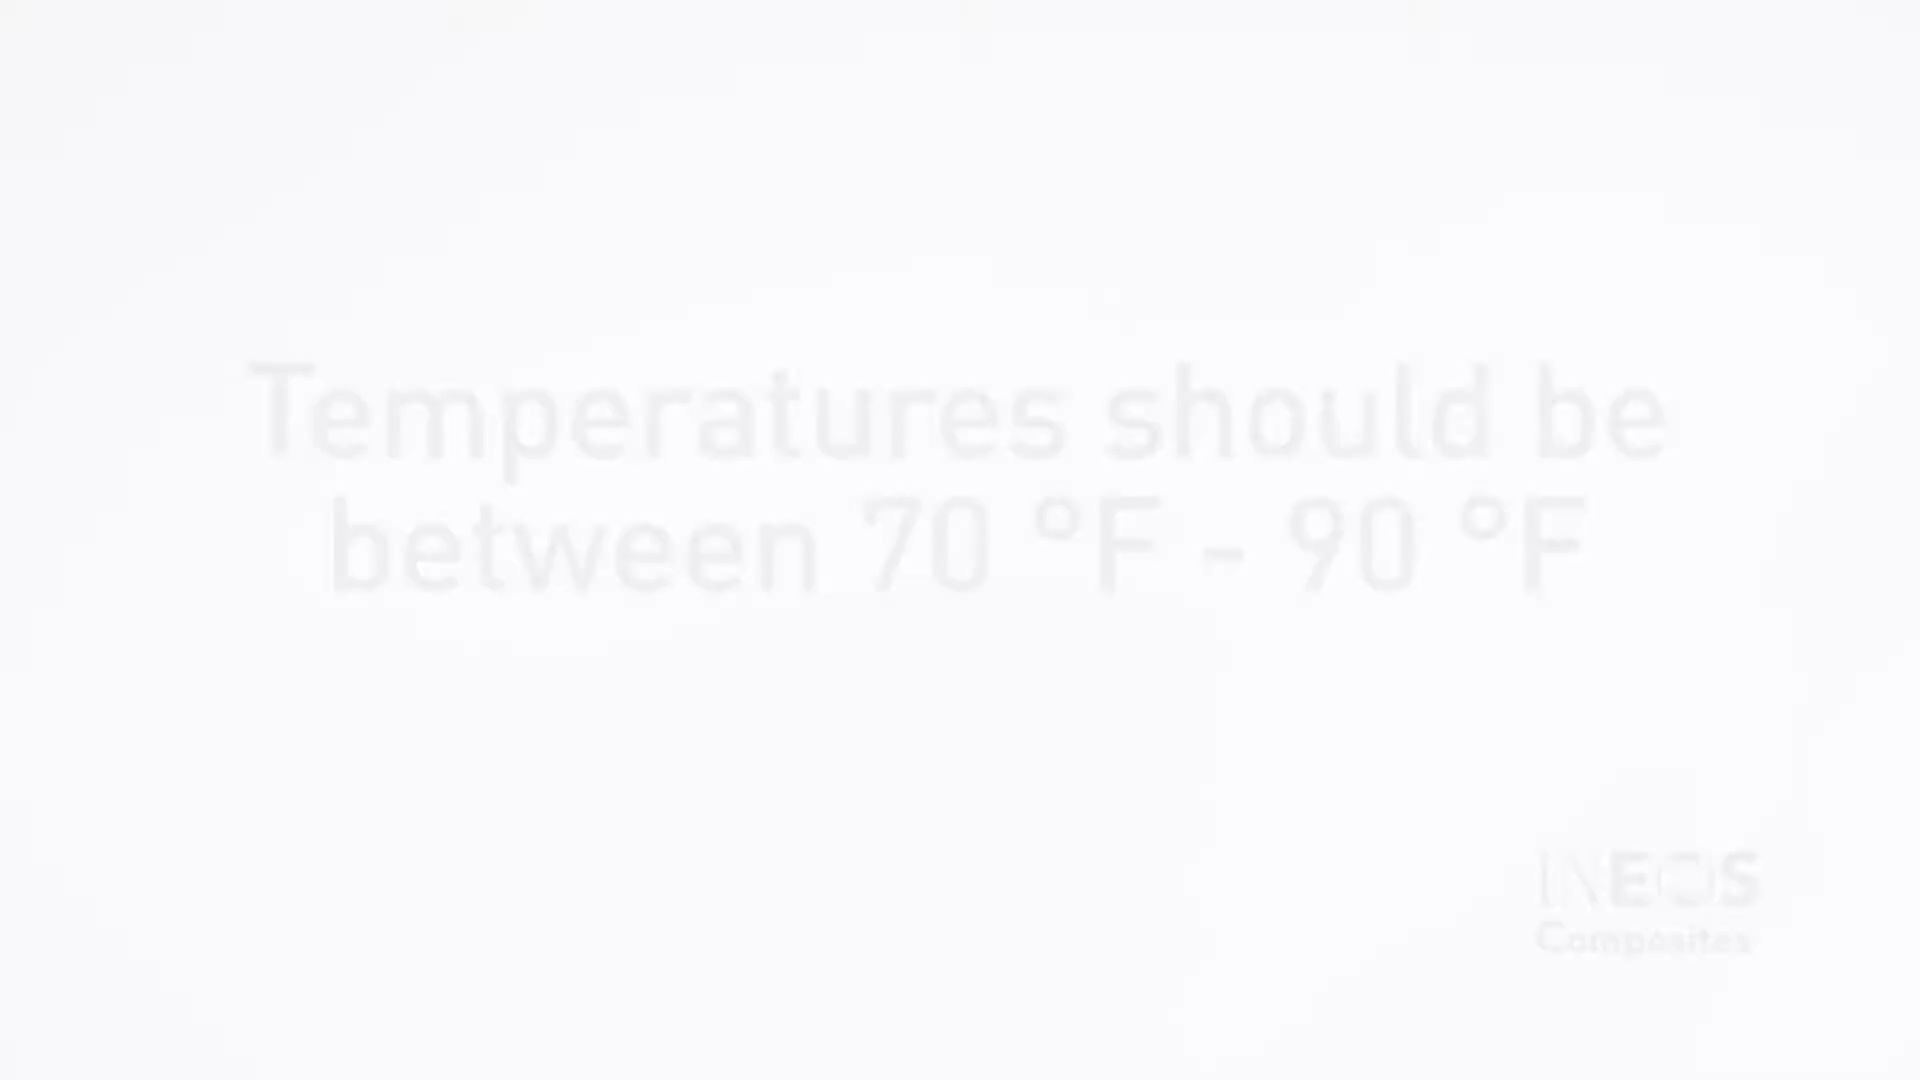 Temperatures should be
between 70 °F - 90 °F
INEOS
Composites